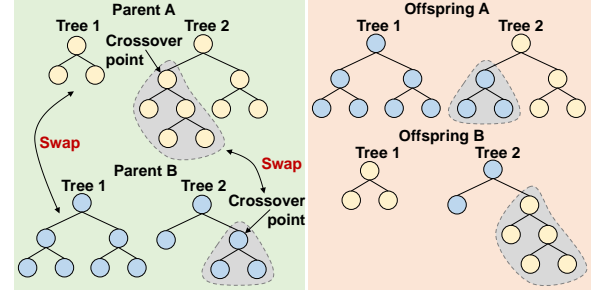 Parent A
Tree 1
Tree 2
Crossover
point
Swap
Swap
Parent B
Tree 1
Tree 2
Crossover
point
Offspring A
Tree 1
Tree 2
Offspring B
Tree 1
Tree 2